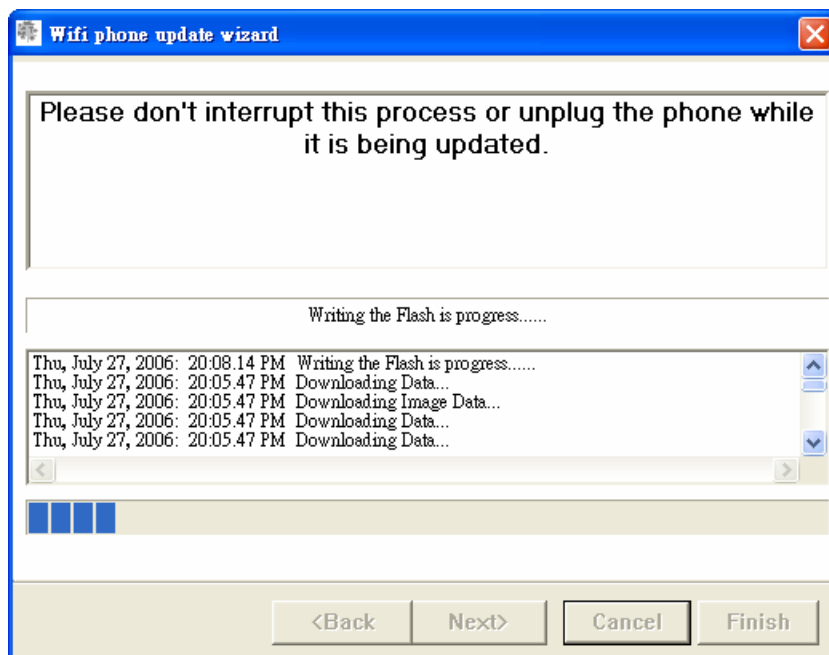 Wifi phone update wizard
Please don't interrupt this process or unplug the phone while
it is being updated.
Writing the Flash is progress......
Thu, July 27, 2006:  20:08.14 PM  Writing the Flash is progress......
Thu, July 27, 2006:  20:05.47 PM  Downloading Data...
Thu, July 27, 2006:  20:05.47 PM  Downloading Image Data...
Thu, July 27, 2006:  20:05.47 PM  Downloading Data...
Thu, July 27, 2006:  20:05.47 PM  Downloading Data...
<Back Next> Cancel Finish